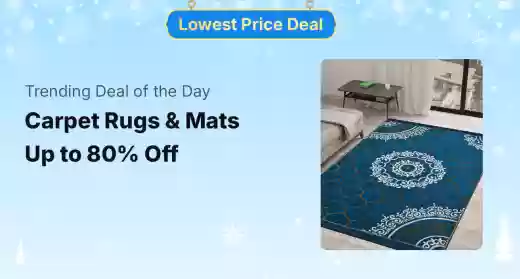 Lowest Price Deal
Trending Deal of the Day
Carpet Rugs & Mats
Up to 80% Off